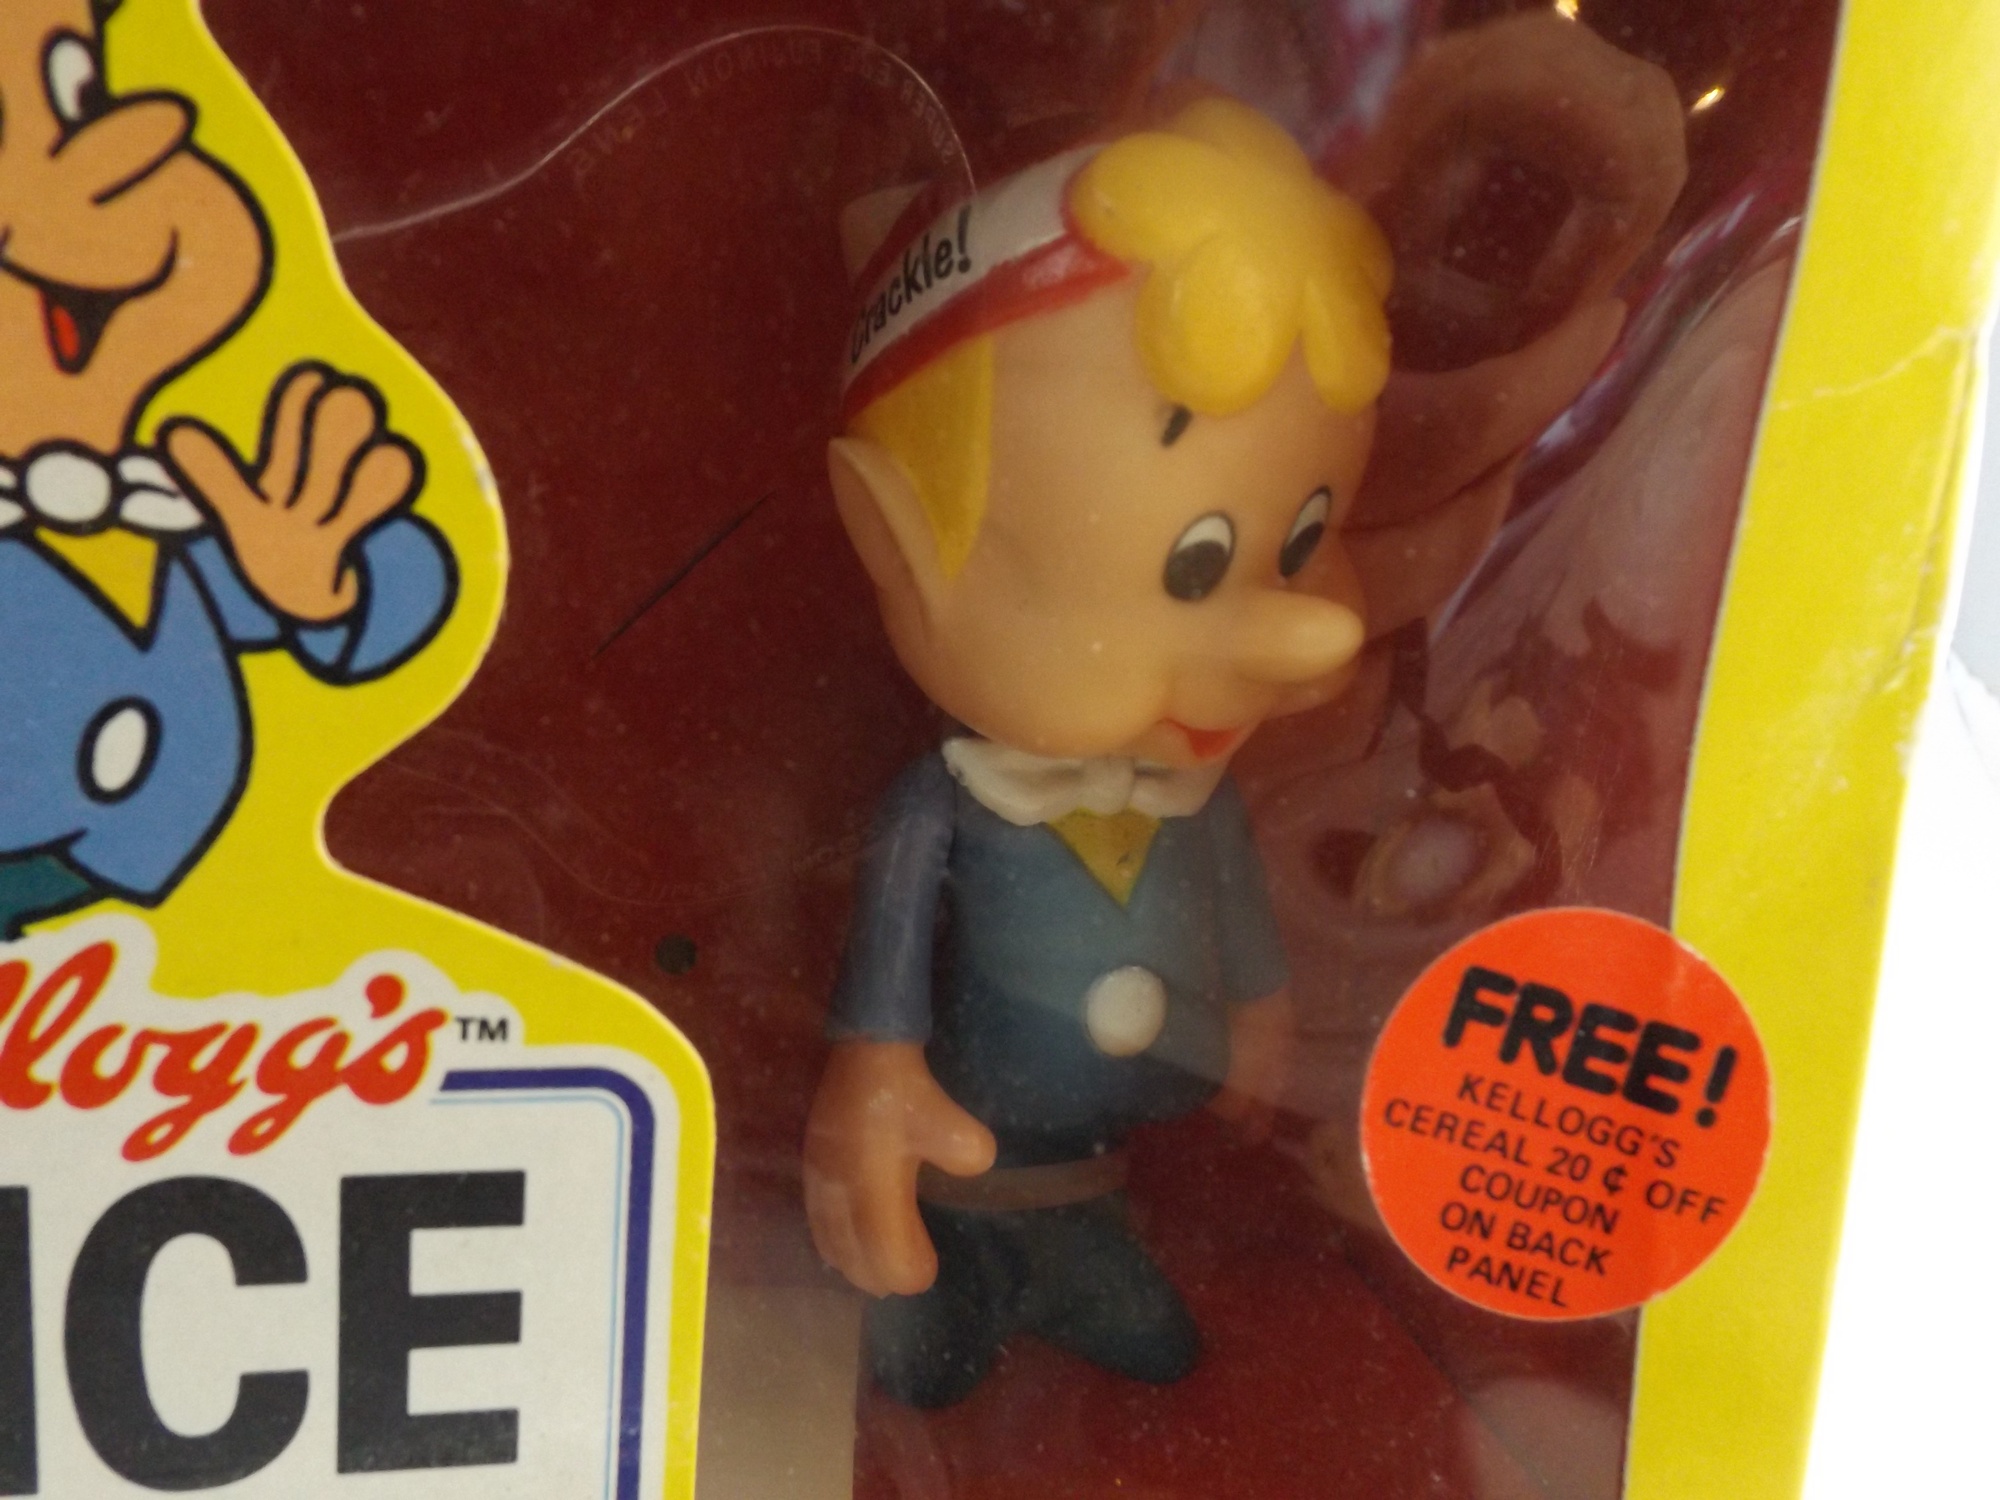 Crackle!
llogg's™
ICE
FREE!
KELLOGG'S
CEREAL 20 ¢ OFF
COUPON
ON BACK
PANEL